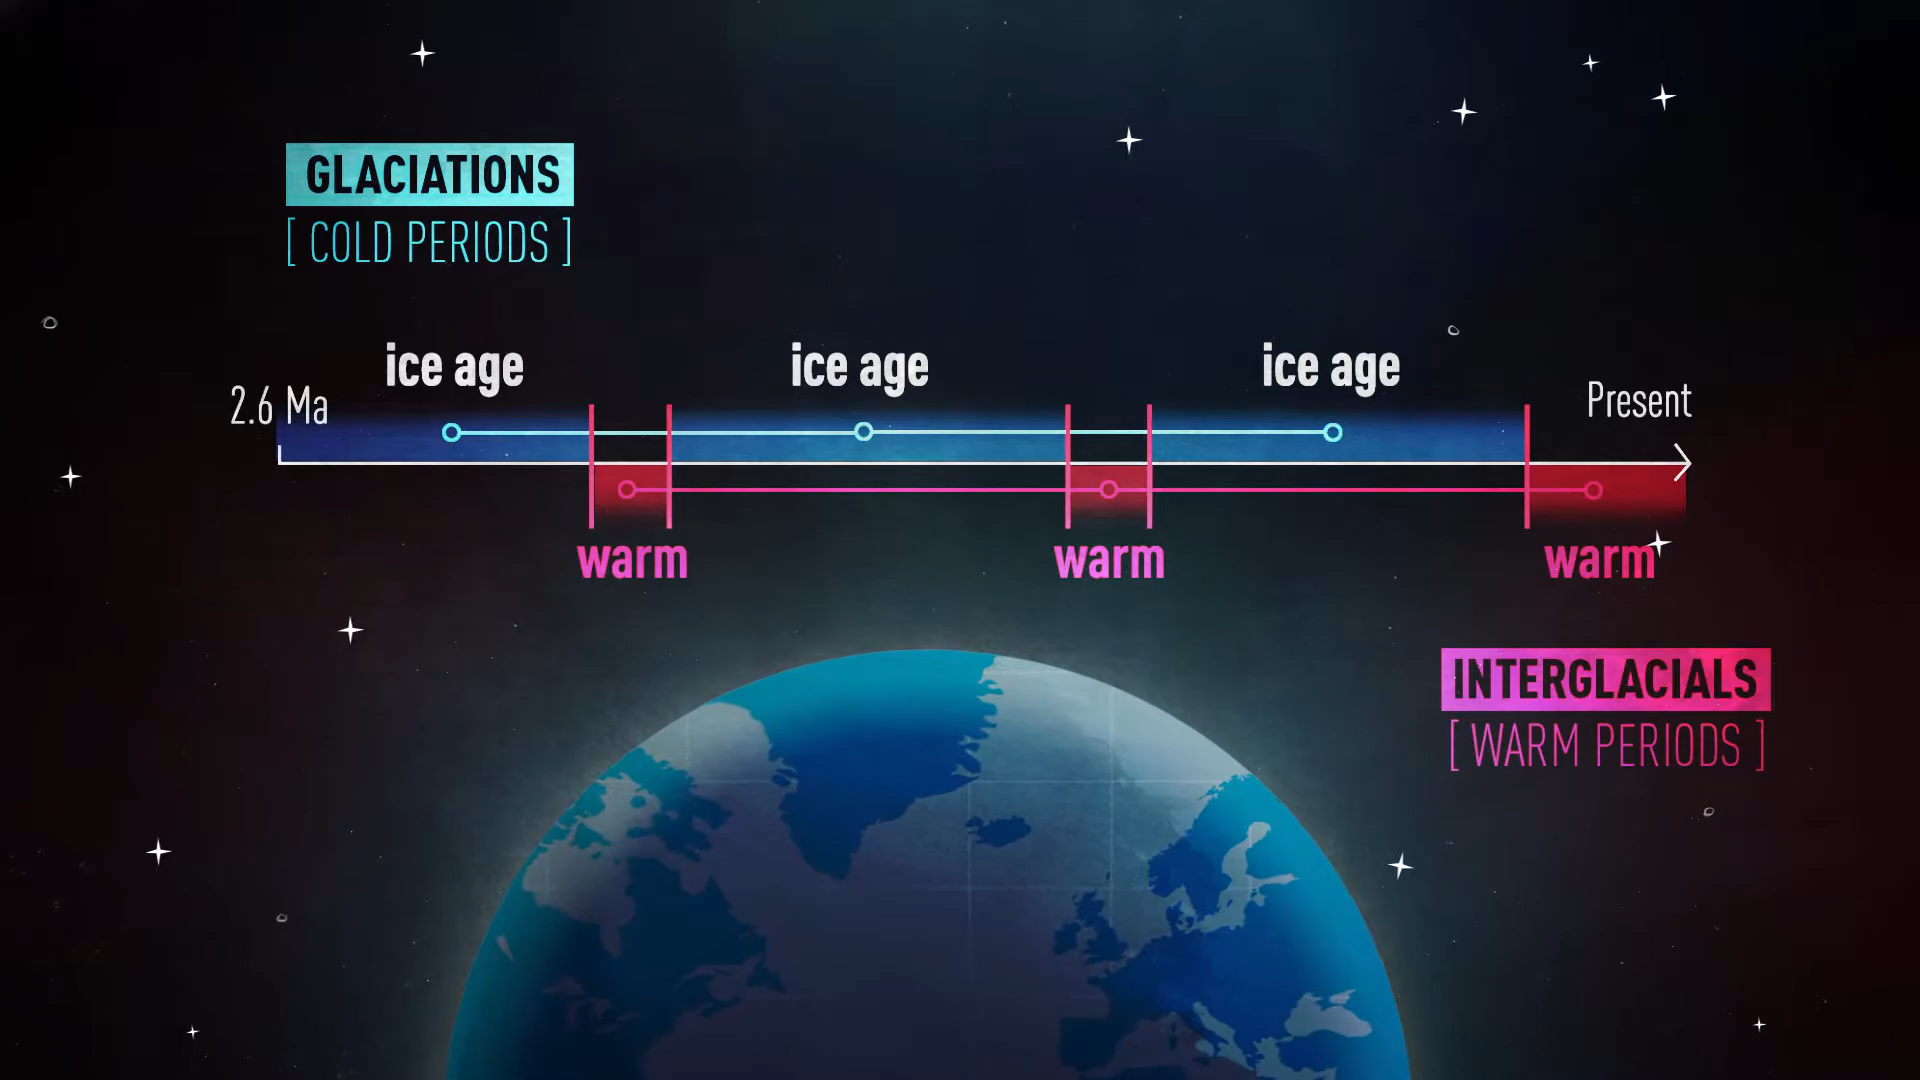 GLACIATIONS
[ COLD PERIODS ]
ice age
ice age
ice age
2.6 Ma
Present
warm
warm
warm
INTERGLACIALS
[ WARM PERIODS ]